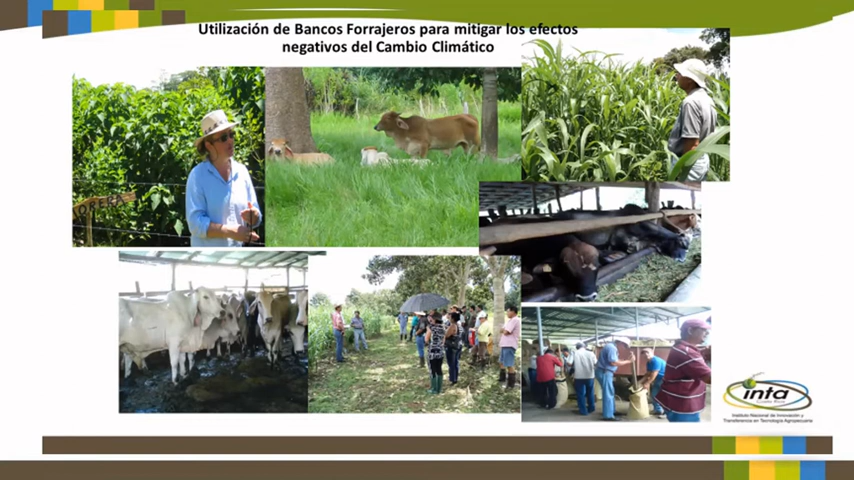 Utilización de Bancos Forrajeros para mitigar los efectos
negativos del Cambio Climático
inta
Instituto Nacional de Innovación y
Transferencia en Tecnología Agropecuaria